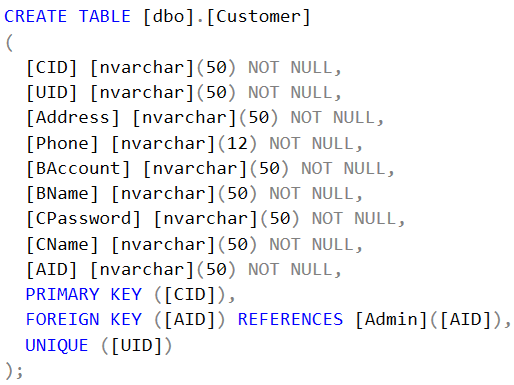 CREATE TABLE [dbo].[Customer]
(
[CID] [nvarchar](50) NOT NULL,
[UID] [nvarchar](50) NOT NULL,
[Address] [nvarchar](50) NOT NULL,
[Phone] [nvarchar](12) NOT NULL,
[BAccount] [nvarchar](50) NOT NULL,
[BName] [nvarchar](50) NOT NULL,
[CPassword] [nvarchar](50) NOT NULL,
[CName] [nvarchar](50) NOT NULL,
[AID] [nvarchar](50) NOT NULL,
PRIMARY KEY ([CID]),
FOREIGN KEY ([AID]) REFERENCES [Admin]([AID]),
UNIQUE ([UID])
);